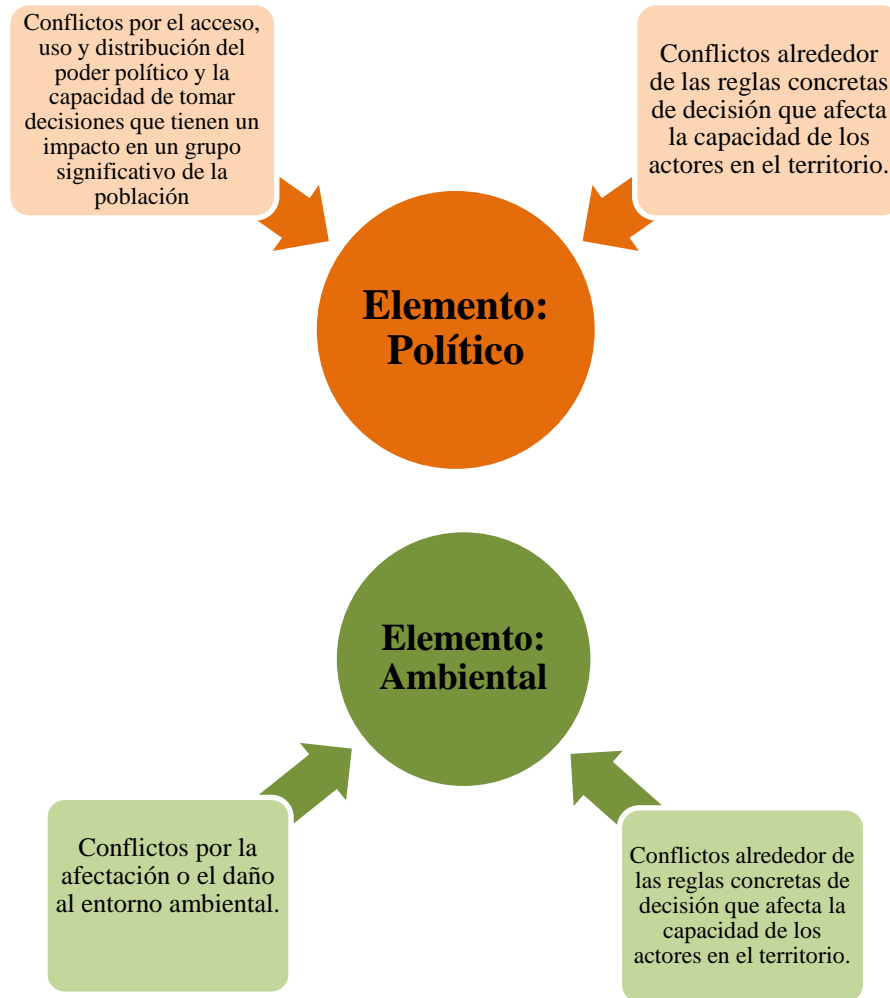 Conflictos por el acceso,
uso y distribución del
poder político y la
capacidad de tomar
decisiones que tienen un
impacto en un grupo
significativo de la
población
Conflictos alrededor
de las reglas concretas
de decisión que afecta
la capacidad de los
actores en el territorio.
Elemento:
Político
Elemento:
Ambiental
Conflictos por la
afectación o el daño
al entorno ambiental.
Conflictos alrededor de
las reglas concretas de
decisión que afecta la
capacidad de los
actores en el territorio.